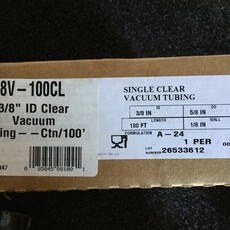 8V-100CL
3/8" ID Clear
Vacuum
ing--Ctn/100'
SINGLE CLEAR
VACUUM TUBING
ID
OD
3/8 IN
5/8 IN
LENGTH
WALL
100 FT
1/8 IN
FORMULATION A-24
1 PER
LOT 26533612